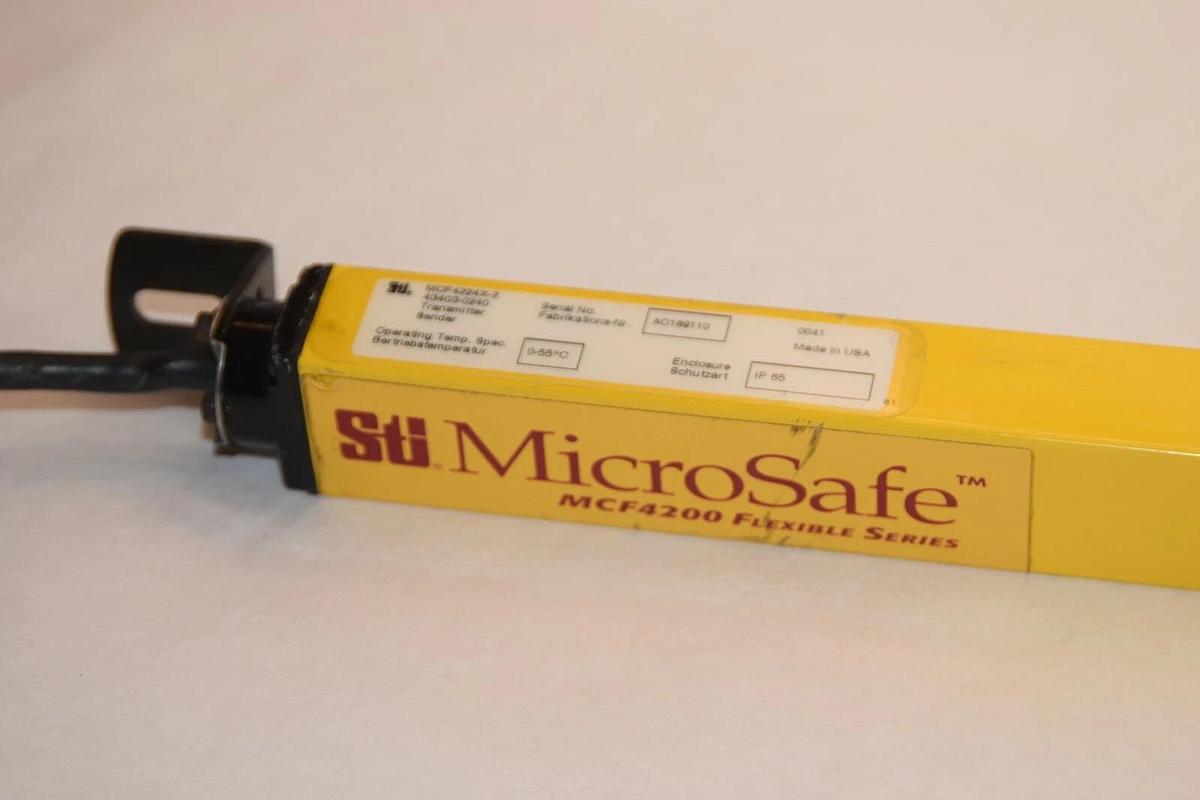 Sti® MCF4224X-2
43403-0240
Transmitter
Sender
Serial No.
Fabrikations-Nr.
AC189110
0041
Made in USA
Operating Temp. Spec.
Bertriebstemperatur
0-55°C
Enclosure
Schutzart
IP 65
Sti® MicroSafe™
MCF4200 FLEXIBLE SERIES